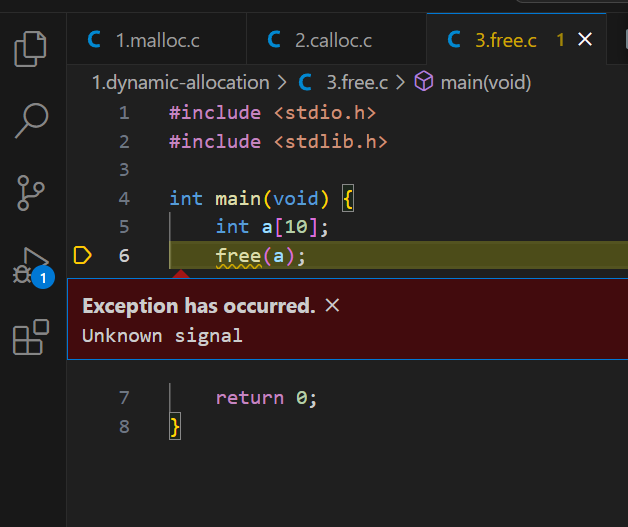 C 1.malloc.c C 2.calloc.c C 3.free.c 1 ×
1.dynamic-allocation > C 3.free.c > main(void)
1 #include <stdio.h>
2 #include <stdlib.h>
3
4 int main(void) {
5 int a[10];
6 free(a);
1
Exception has occurred. ×
Unknown signal
7 return 0;
8 }